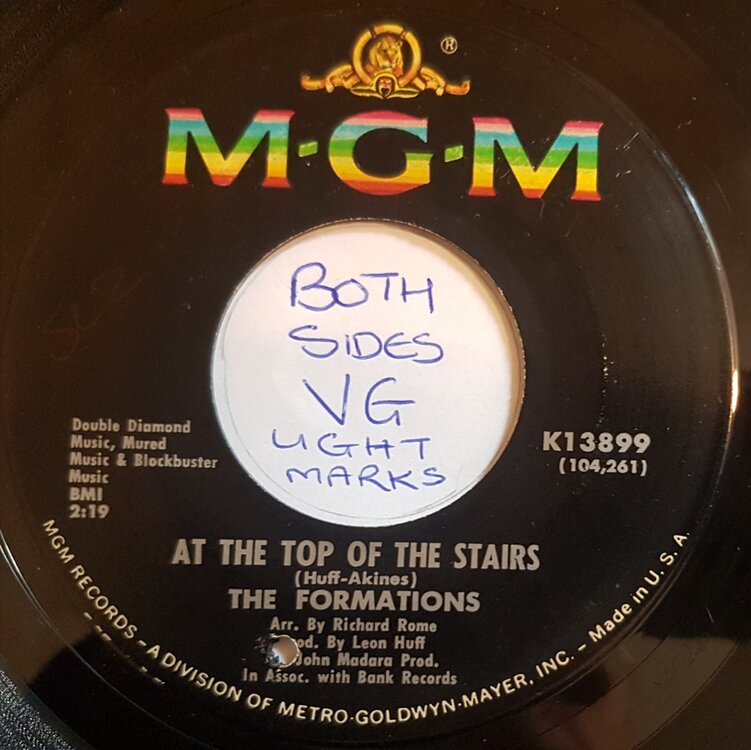 ®
M·G·M
BOTH
SIDES
VG
LIGHT
MARKS
Double Diamond
Music, Mured
Music & Blockbuster
Music
BMI
2:19
K13899
(104,261)
AT THE TOP OF THE STAIRS
(Huff-Akines)
THE FORMATIONS
Arr. By Richard Rome
By Leon Huff
John Madara Prod.
In Assoc. with Bank Records
MGM RECORDS – A DIVISION OF METRO-GOLDWYN-MAYER, INC. – Made in U. S. A.